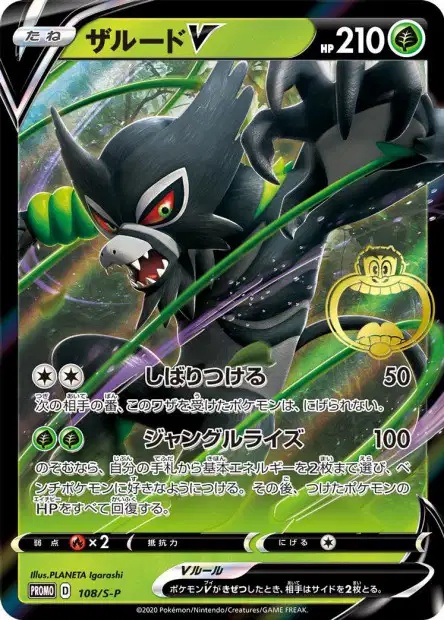 たね
ザルードV
HP 210
しばりつける 50
次の相手の番、このワザを受けたポケモンは、にげられない。
ジャングルライズ 100
のぞむなら、自分の手札から基本エネルギーを2枚まで選び、ベ
ンチポケモンに好きなようにつける。その後、つけたポケモンの
HPをすべて回復する。
弱点 ×2 抵抗力 にげる
Illus.PLANETA Igarashi
Vルール
PROMO D 108/S-P
ポケモンVがきぜつしたとき、相手はサイドを2枚とる。
©2020 Pokémon/Nintendo/Creatures/GAME FREAK.